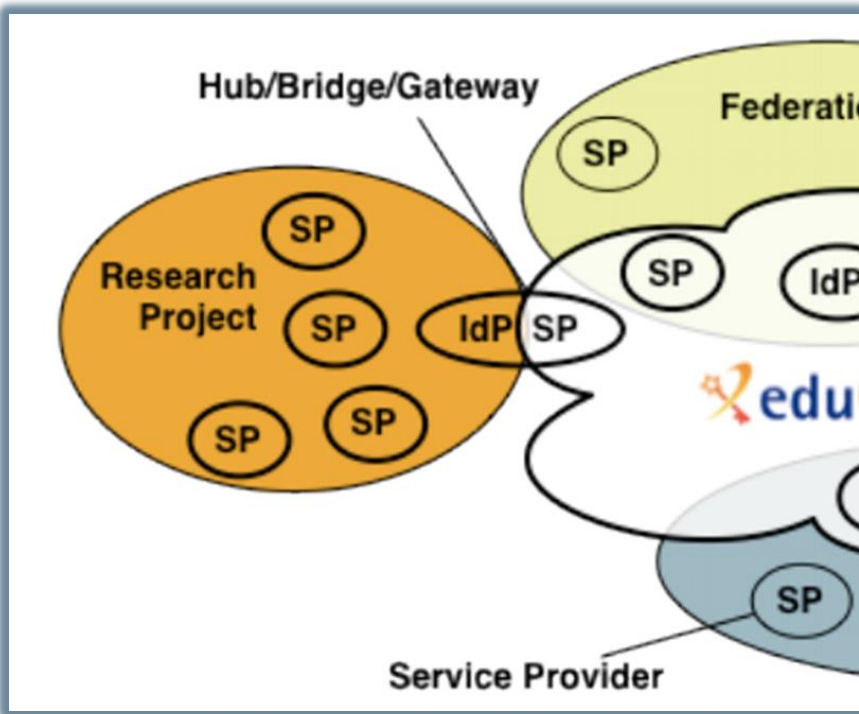 Hub/Bridge/Gateway
Federati
SP
SP
Research
Project
SP
IdP
SP
IdP
SP
edu
SP
SP
SP
Service Provider